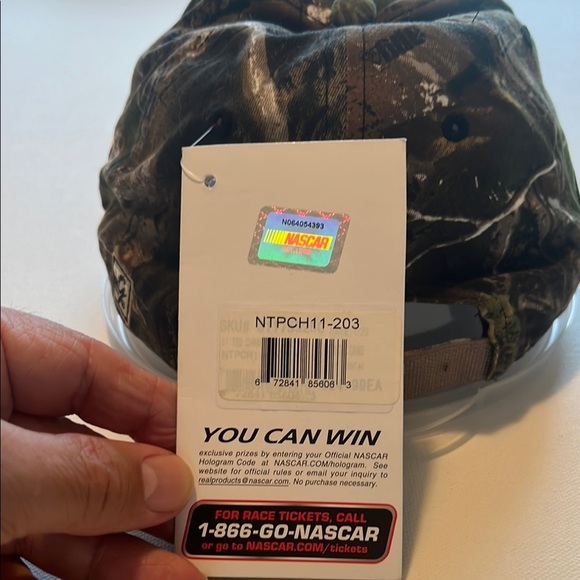 N064054393
NASCAR
NTPCH11-203
6 72841 85606 3
YOU CAN WIN
exclusive prizes by entering your Official NASCAR
Hologram Code at NASCAR.COM/hologram. See
website for official rules or email your inquiry to
realproducts@nascar.com. No purchase necessary.
FOR RACE TICKETS, CALL
1-866-GO-NASCAR
or go to NASCAR.COM/tickets